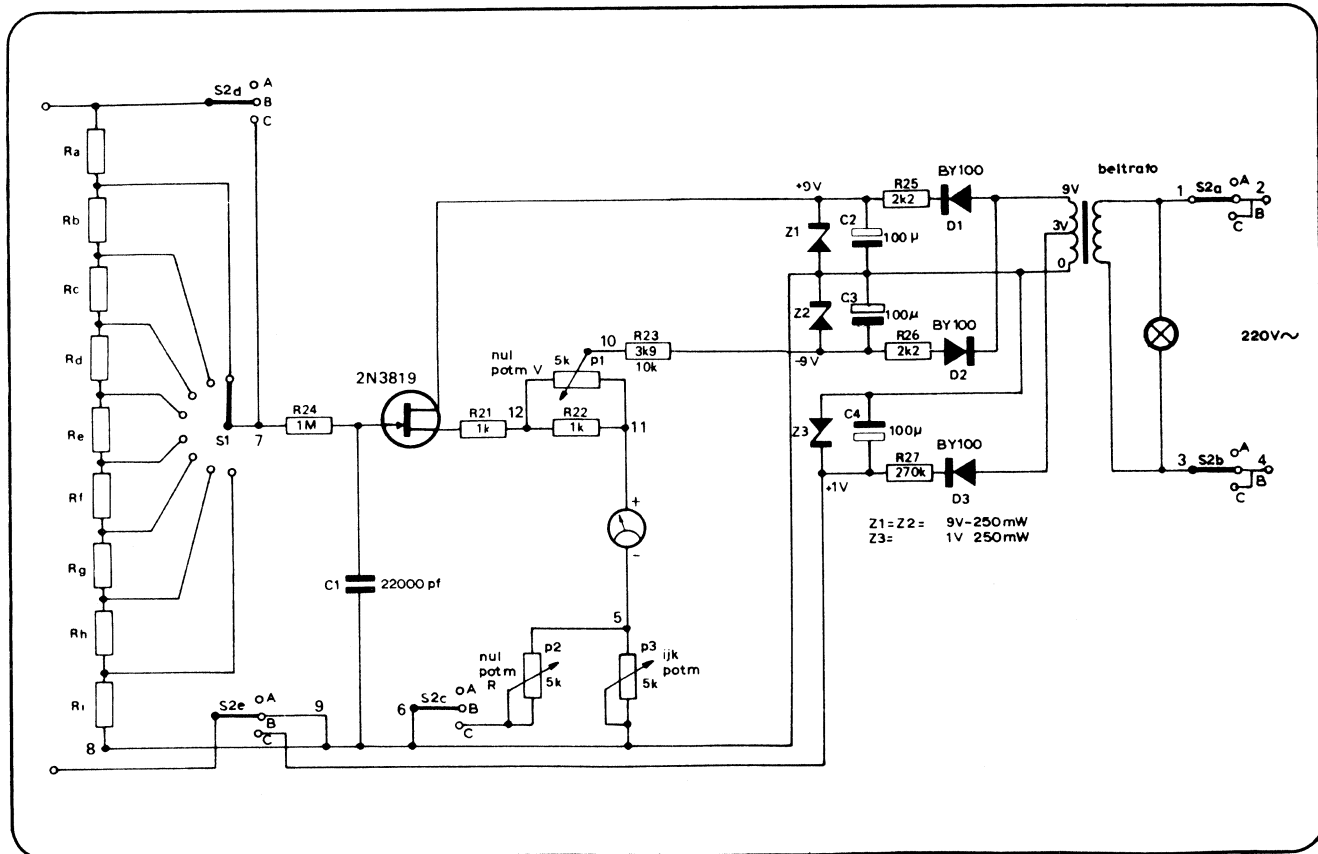 S2d
A
B
C
Ra
Rb
Rc
Rd
Re
Rf
Rg
Rh
Ri
S1
7
8
R24
1M
2N3819
C1
22000 pf
R21
1k
12
nul
potm V
5k
p1
10
R23
3k9
10k
R22
1k
11
+
-
5
nul
potm
R
p2
5k
p3
5k
ijk
potm
S2e
A
B
C
9
6
S2c
A
B
C
+9V
R25
2k2
BY100
D1
Z1
C2
100µ
Z2
C3
100µ
-9V
R26
2k2
BY100
D2
Z3
C4
100µ
+1V
R27
270k
BY100
D3
Z1=Z2= 9V-250mW
Z3= 1V 250mW
beltrafo
9V
3V
0
1
S2a
A
2
B
C
220V~
3
S2b
A
4
B
C